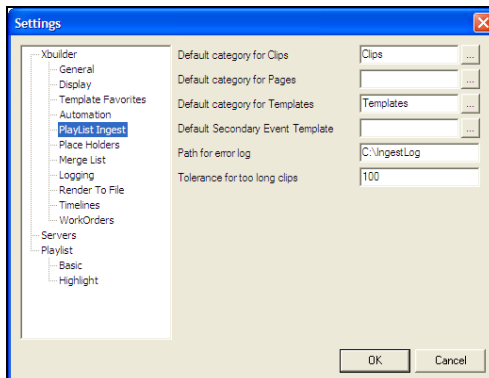 Settings
Xbuilder
General
Display
Template Favorites
Automation
PlayList Ingest
Place Holders
Merge List
Logging
Render To File
Timelines
WorkOrders
Servers
Playlist
Basic
Highlight
Default category for Clips Clips ...
Default category for Pages ...
Default category for Templates Templates ...
Default Secondary Event Template ...
Path for error log C:\IngestLog
Tolerance for too long clips 100
OK Cancel